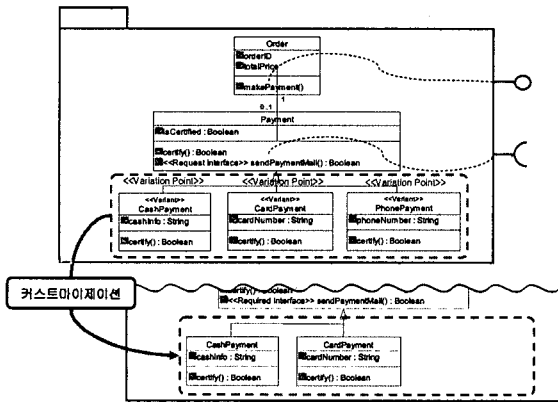 Order
orderID
totalPrice
makePayment()
1
0..1
Payment
isCertified : Boolean
certify() : Boolean
<<Request Interface>> sendPaymentMail() : Boolean
<<Variation Point>> <<Variation Point>> <<Variation Point>>
<<Variant>> <<Variant>> <<Variant>>
CashPayment CardPayment PhonePayment
cashInfo : String cardNumber : String phoneNumber : String
certify() : Boolean certify() : Boolean certify() : Boolean
커스트마이제이션
certify() : Boolean
<<Required Interface>> sendPaymentMail() : Boolean
CashPayment CardPayment
cashInfo : String cardNumber : String
certify() : Boolean certify() : Boolean